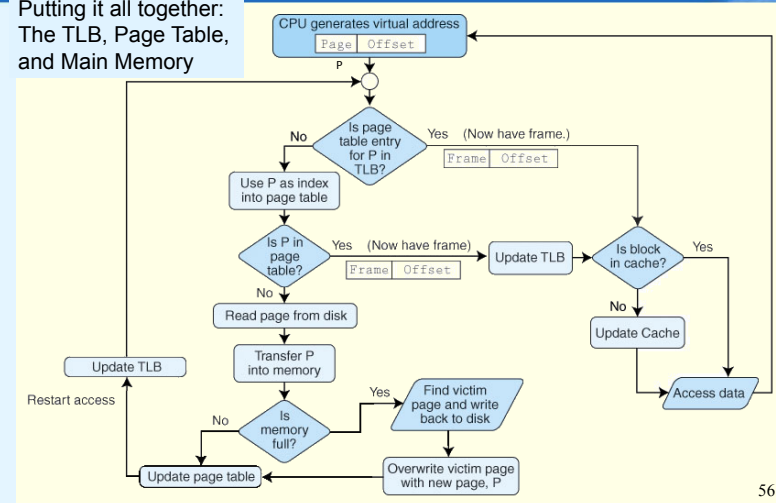 Putting it all together:
The TLB, Page Table,
and Main Memory
CPU generates virtual address
Page Offset
P
Is page
table entry
for P in
TLB?
No
Yes (Now have frame.)
Frame Offset
Use P as index
into page table
Is P in
page
table?
Yes (Now have frame)
Frame Offset
Update TLB
Is block
in cache?
Yes
No
Update Cache
Access data
No
Read page from disk
Transfer P
into memory
Is
memory
full?
Yes
Find victim
page and write
back to disk
Overwrite victim page
with new page, P
No
Update page table
Restart access
Update TLB
56